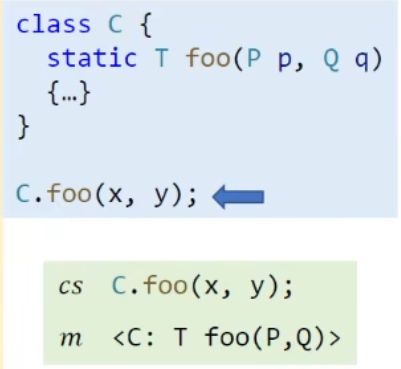 class C {
static T foo(P p, Q q)
{…}
}
C.foo(x, y);
cs C.foo(x, y);
m <C: T foo(P,Q)>